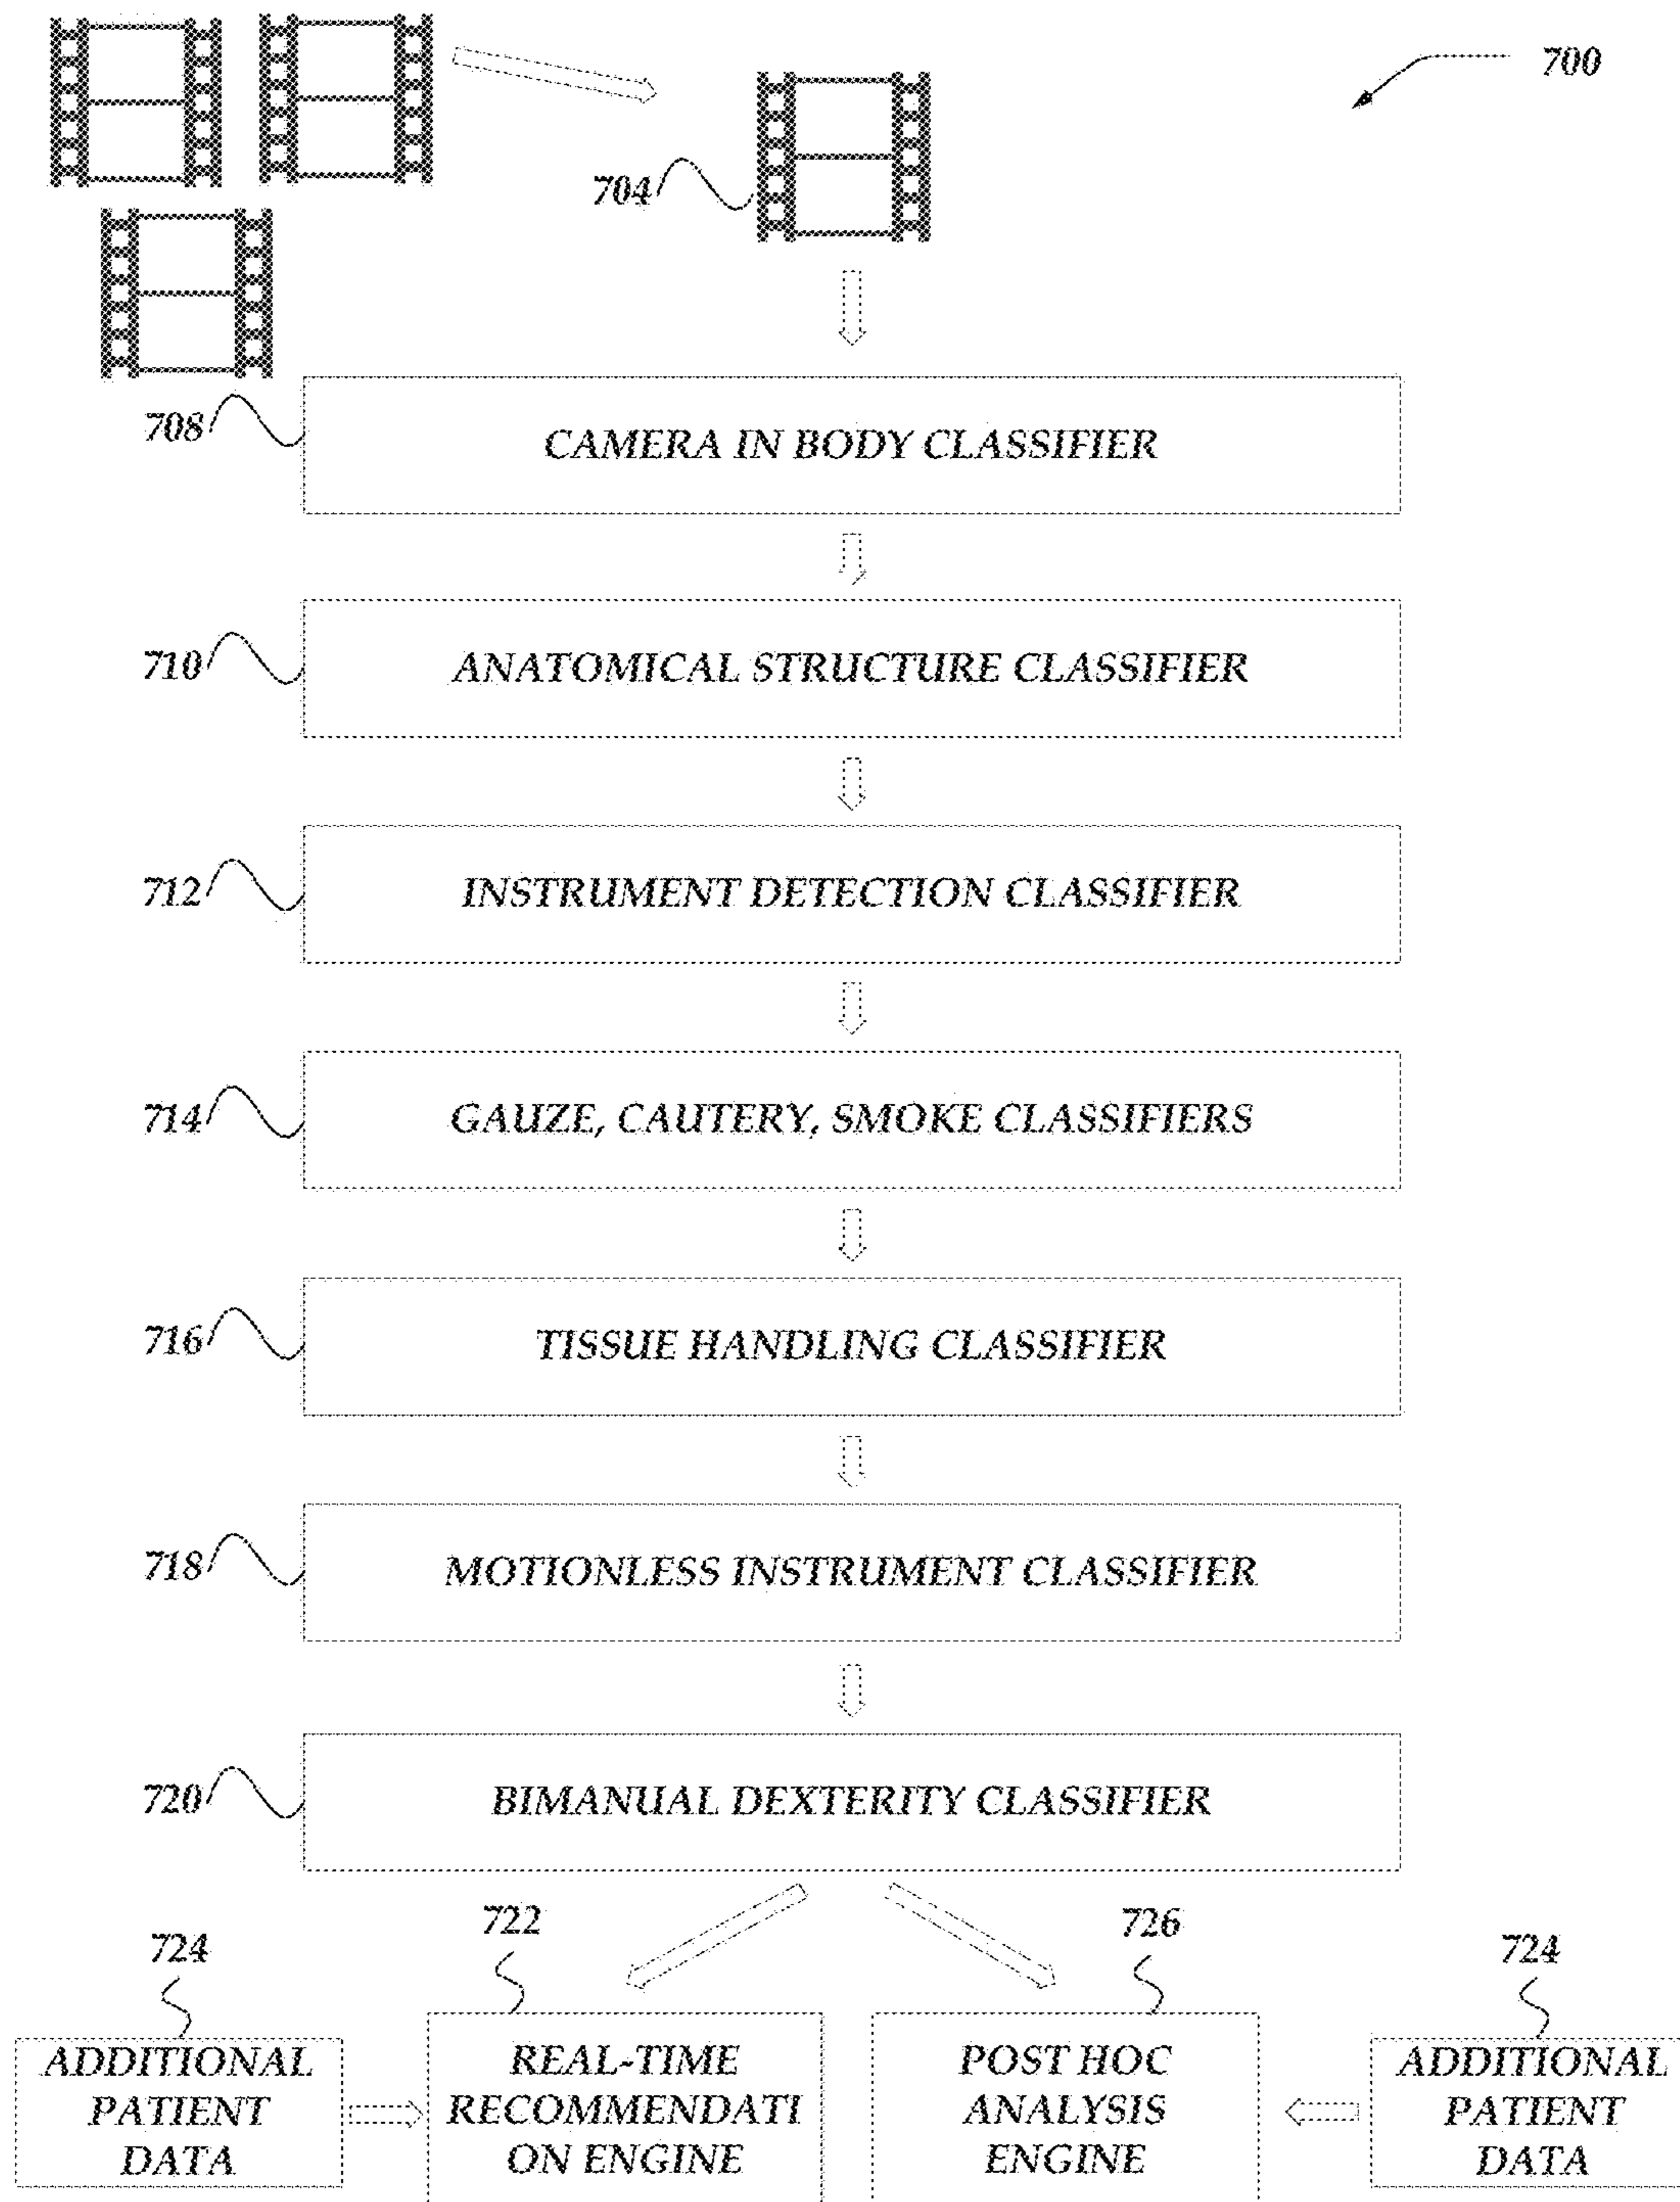 700
704
708
CAMERA IN BODY CLASSIFIER
710
ANATOMICAL STRUCTURE CLASSIFIER
712
INSTRUMENT DETECTION CLASSIFIER
714
GAUZE, CAUTERY, SMOKE CLASSIFIERS
716
TISSUE HANDLING CLASSIFIER
718
MOTIONLESS INSTRUMENT CLASSIFIER
720
BIMANUAL DEXTERITY CLASSIFIER
724
722
726
724
ADDITIONAL
PATIENT
DATA
REAL-TIME
RECOMMENDATI
ON ENGINE
POST HOC
ANALYSIS
ENGINE
ADDITIONAL
PATIENT
DATA